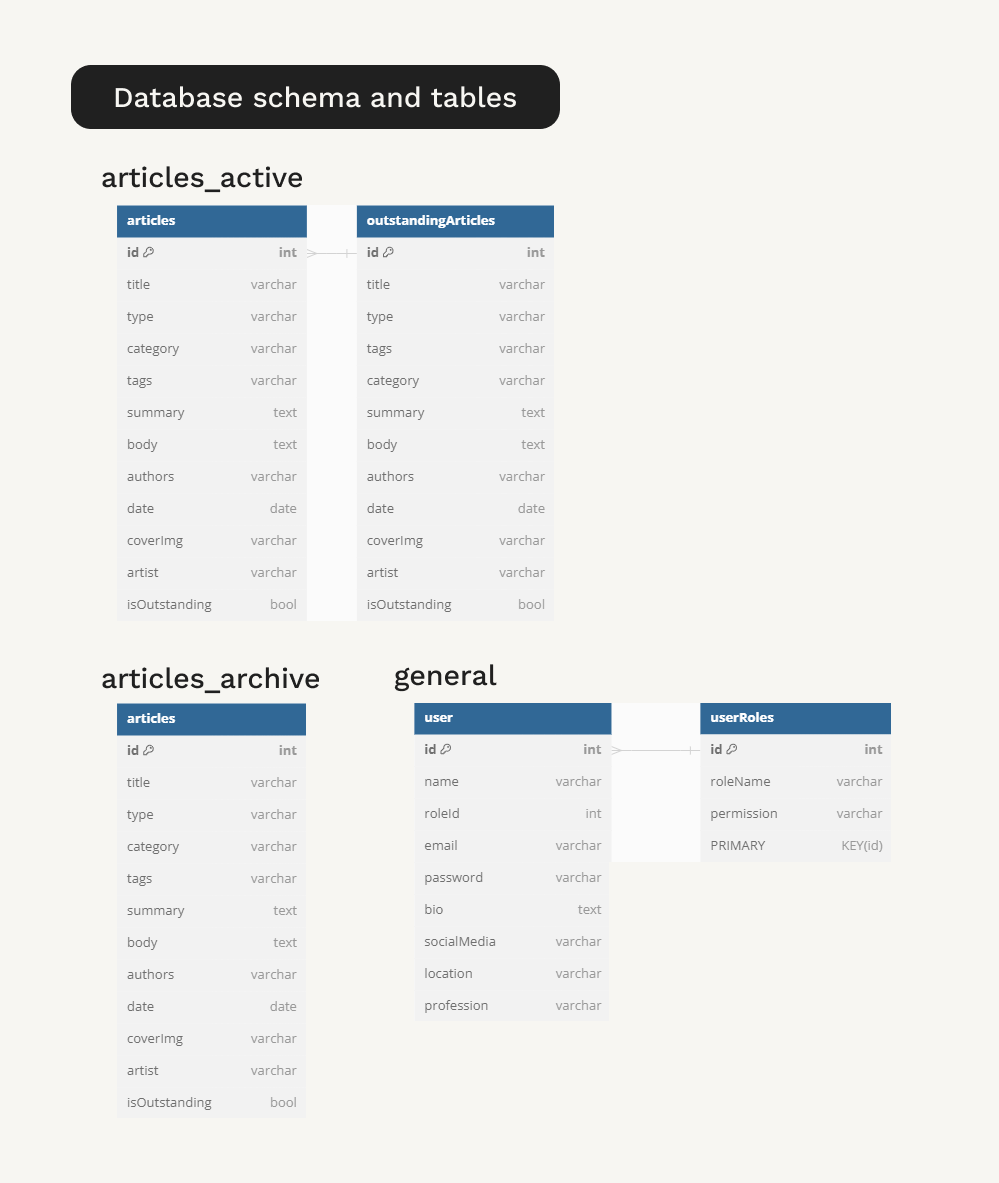 Database schema and tables
articles_active
articles
id int
title varchar
type varchar
category varchar
tags varchar
summary text
body text
authors varchar
date date
coverImg varchar
artist varchar
isOutstanding bool
outstandingArticles
id int
title varchar
type varchar
tags varchar
category varchar
summary text
body text
authors varchar
date date
coverImg varchar
artist varchar
isOutstanding bool
articles_archive
articles
id int
title varchar
type varchar
category varchar
tags varchar
summary text
body text
authors varchar
date date
coverImg varchar
artist varchar
isOutstanding bool
general
user
id int
name varchar
roleId int
email varchar
password varchar
bio text
socialMedia varchar
location varchar
profession varchar
userRoles
id int
roleName varchar
permission varchar
PRIMARY KEY(id)